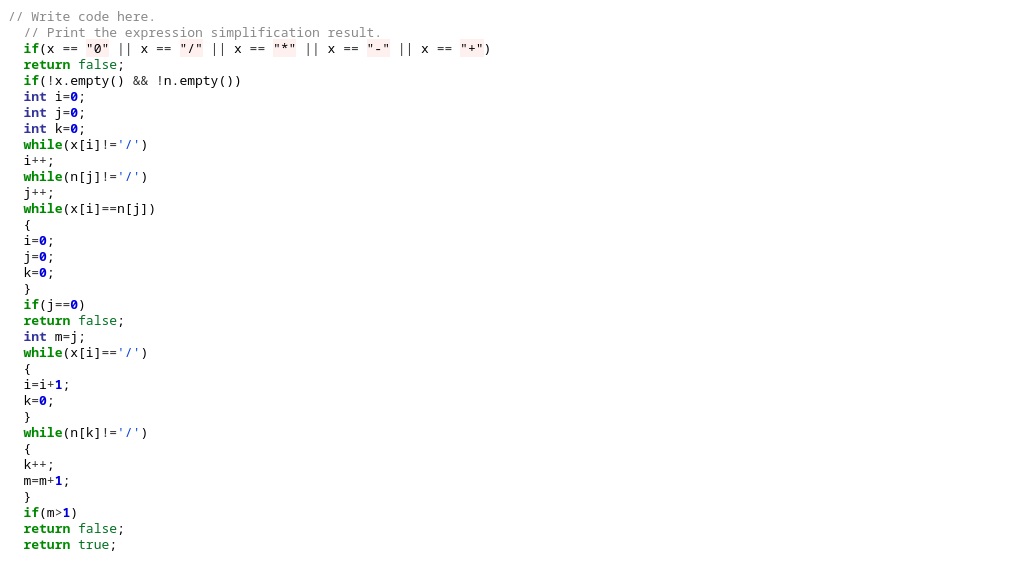 // Write code here.
// Print the expression simplification result.
if(x == "0" || x == "/" || x == "*" || x == "-" || x == "+")
return false;
if(!x.empty() && !n.empty())
int i=0;
int j=0;
int k=0;
while(x[i]!='/')
i++;
while(n[j]!='/')
j++;
while(x[i]==n[j])
{
i=0;
j=0;
k=0;
}
if(j==0)
return false;
int m=j;
while(x[i]=='/')
{
i=i+1;
k=0;
}
while(n[k]!='/')
{
k++;
m=m+1;
}
if(m>1)
return false;
return true;